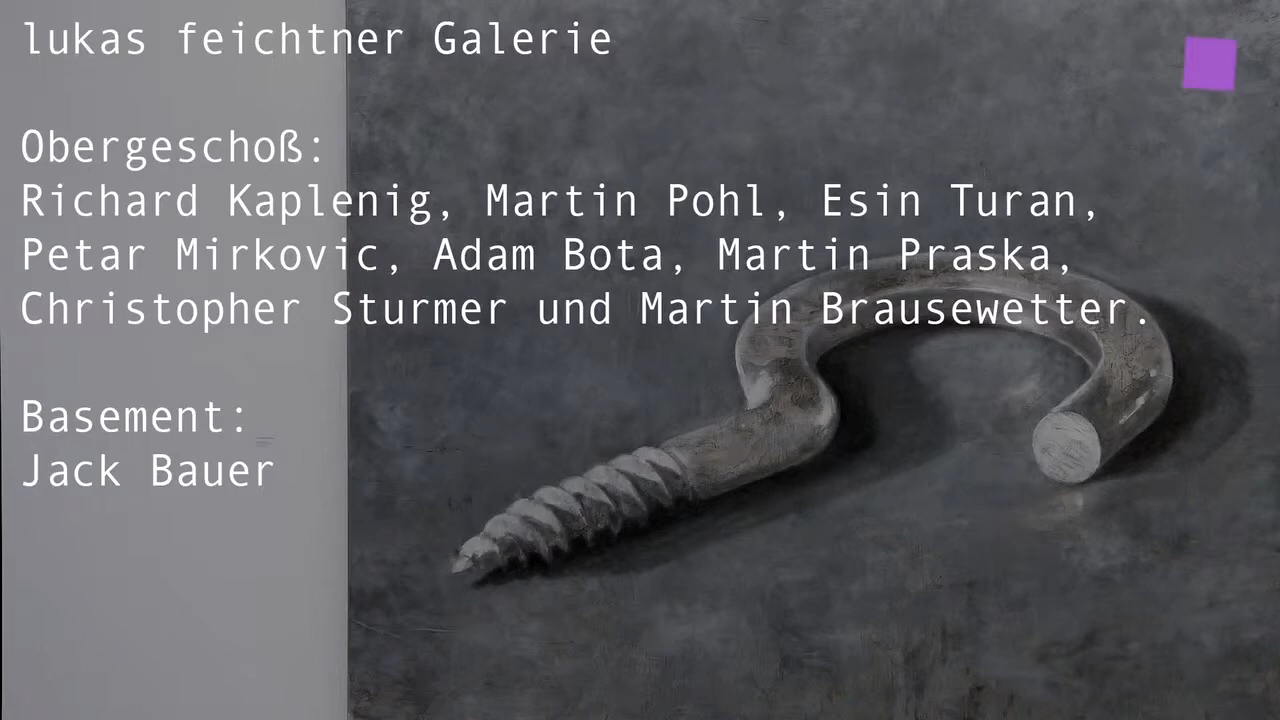 lukas feichtner Galerie
Obergeschoß:
Richard Kaplenig, Martin Pohl, Esin Turan,
Petar Mirkovic, Adam Bota, Martin Praska,
Christopher Sturmer und Martin Brausewetter.
Basement:
Jack Bauer